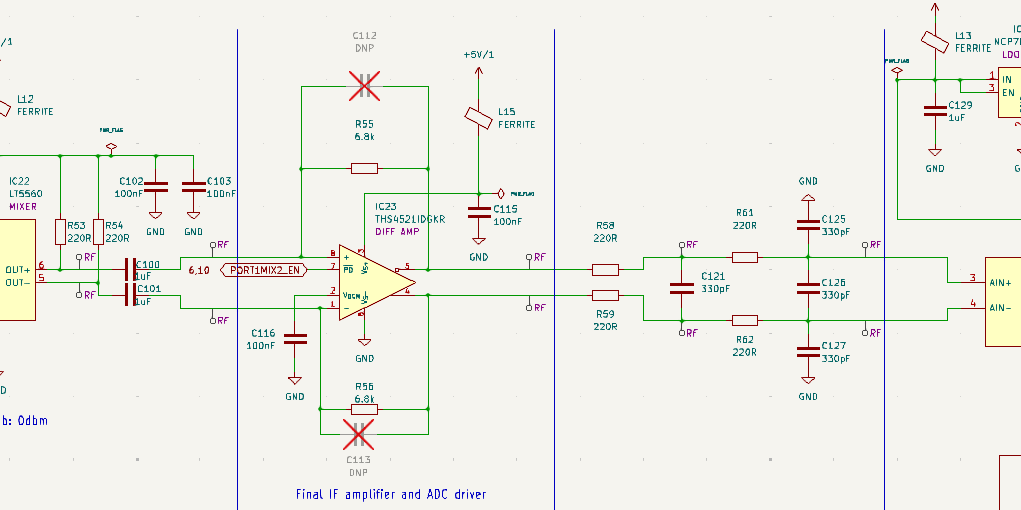 C112
DNP
/1
+5V/1
L13
FERRITE
NCP7
LDO
L12
FERRITE
L15
FERRITE
R55
6.8k
PWR_FLAG
1
IN
3
EN
C129
1uF
2
GND
PWR_FLAG
IC22
LT5560
MIXER
C102
100nF
C103
100nF
GND
GND
PWR_FLAG
C115
100nF
GND
IC23
THS4521IDGKR
DIFF AMP
R53
220R
R54
220R
RF
RF
8
+
3
VS+
R58
220R
R61
220R
GND
C125
330pF
RF
RF
OUT+
6
OUT-
5
RF
RF
C100
1uF
C101
1uF
6,10
PORT1MIX2_EN
7
PD
5
4
2
VOCM
1
-
VS-
6
RF
RF
C121
330pF
C126
330pF
3
AIN+
4
AIN-
R59
220R
R62
220R
RF
RF
C116
100nF
GND
GND
C127
330pF
GND
D
R56
6.8k
C113
DNP
b: 0dbm
Final IF amplifier and ADC driver